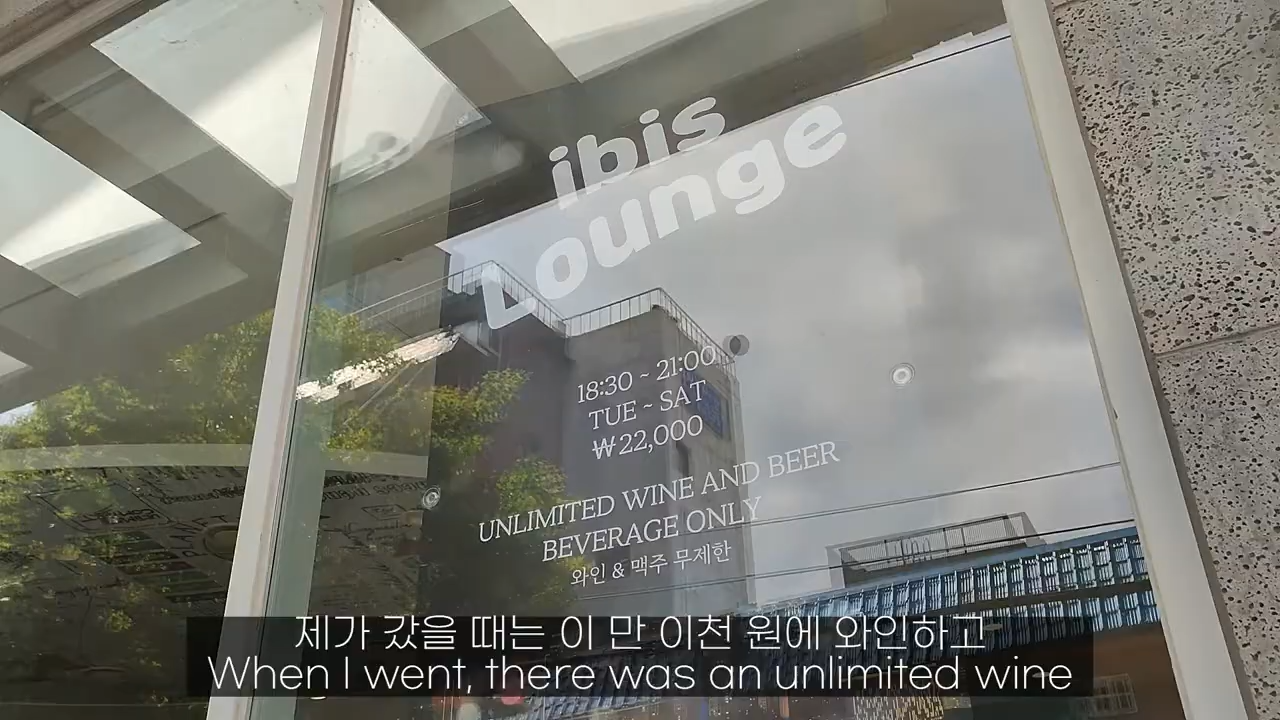 ibis
Lounge
18:30 ~ 21:00
TUE ~ SAT
₩22,000
UNLIMITED WINE AND BEER
BEVERAGE ONLY
와인 & 맥주 무제한
제가 갔을 때는 이 만 이천 원에 와인하고
When I went, there was an unlimited wine